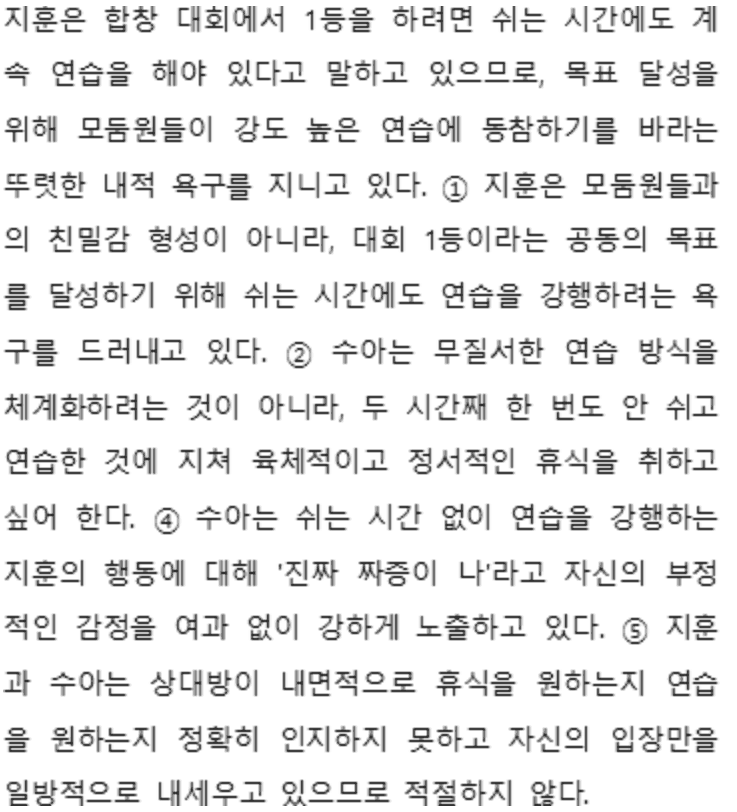 지훈은 합창 대회에서 1등을 하려면 쉬는 시간에도 계
속 연습을 해야 있다고 말하고 있으므로, 목표 달성을
위해 모둠원들이 강도 높은 연습에 동참하기를 바라는
뚜렷한 내적 욕구를 지니고 있다. ① 지훈은 모둠원들과
의 친밀감 형성이 아니라, 대회 1등이라는 공동의 목표
를 달성하기 위해 쉬는 시간에도 연습을 강행하려는 욕
구를 드러내고 있다. ② 수아는 무질서한 연습 방식을
체계화하려는 것이 아니라, 두 시간째 한 번도 안 쉬고
연습한 것에 지쳐 육체적이고 정서적인 휴식을 취하고
싶어 한다. ④ 수아는 쉬는 시간 없이 연습을 강행하는
지훈의 행동에 대해 '진짜 짜증이 나'라고 자신의 부정
적인 감정을 여과 없이 강하게 노출하고 있다. ⑤ 지훈
과 수아는 상대방이 내면적으로 휴식을 원하는지 연습
을 원하는지 정확히 인지하지 못하고 자신의 입장만을
일방적으로 내세우고 있으므로 적절하지 않다.